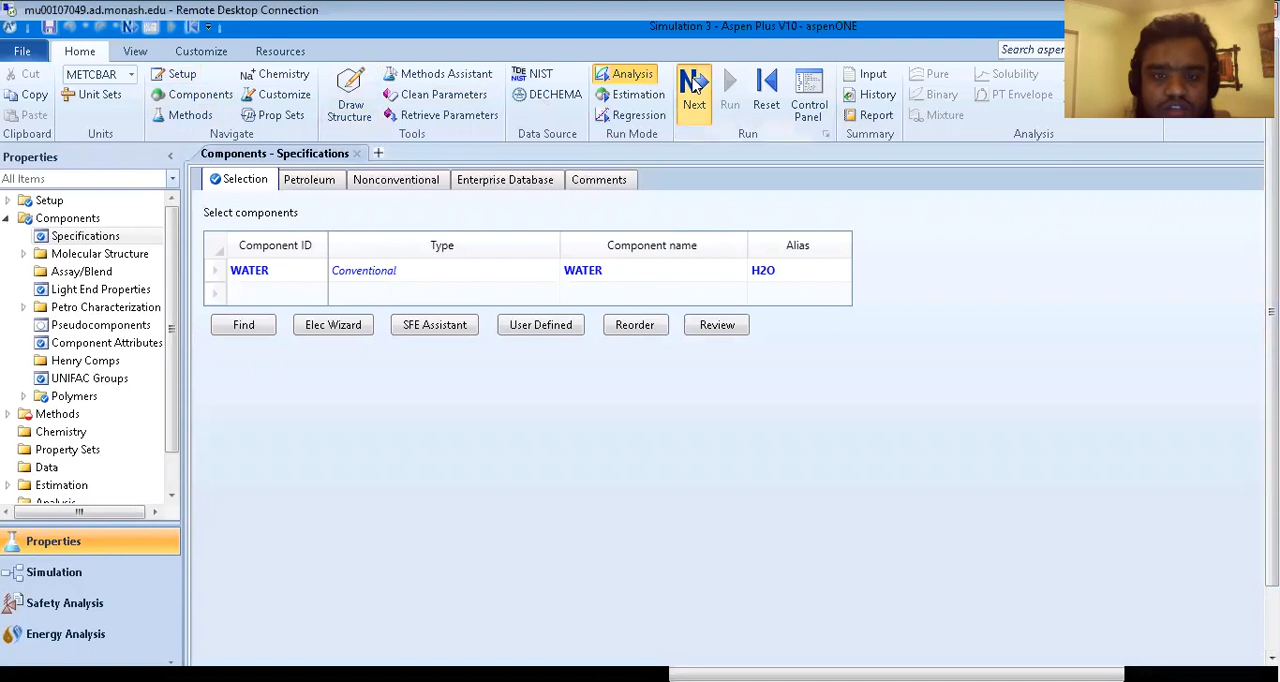 mu00107049.ad.monash.edu - Remote Desktop Connection
Simulation 3 - Aspen Plus V10 - aspenONE
File Home View Customize Resources Search aspen
Cut METCBAR Setup Chemistry Methods Assistant NIST Analysis Input Pure Solubility
Copy Unit Sets Components Customize Clean Parameters DECHEMA Estimation History Binary PT Envelope
Paste Methods Prop Sets Draw Structure Retrieve Parameters Regression Next Run Reset Control Panel Report Mixture
Clipboard Units Navigate Tools Data Source Run Mode Run Summary Analysis
Properties
All Items
Setup
Components
Specifications
Molecular Structure
Assay/Blend
Light End Properties
Petro Characterization
Pseudocomponents
Component Attributes
Henry Comps
UNIFAC Groups
Polymers
Methods
Chemistry
Property Sets
Data
Estimation
Analysis
Properties
Simulation
Safety Analysis
Energy Analysis
Components - Specifications
Selection Petroleum Nonconventional Enterprise Database Comments
Select components
Component ID Type Component name Alias
WATER Conventional WATER H2O
Find Elec Wizard SFE Assistant User Defined Reorder Review